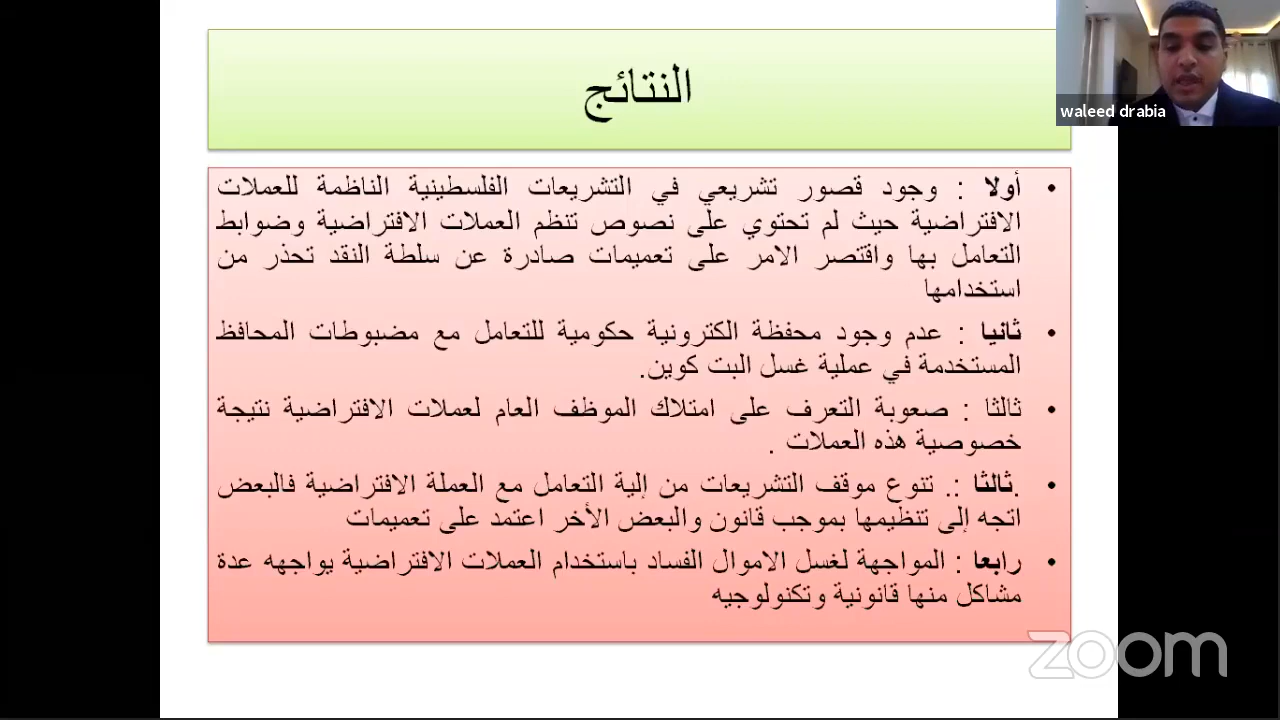 النتائج
waleed drabia
• أولا : وجود قصور تشريعي في التشريعات الفلسطينية الناظمة للعملات
الافتراضية حيث لم تحتوي على نصوص تنظم العملات الافتراضية وضوابط
التعامل بها واقتصر الامر على تعميمات صادرة عن سلطة النقد تحذر من
استخدامها
• ثانيا : عدم وجود محفظة الكترونية حكومية للتعامل مع مضبوطات المحافظ
المستخدمة في عملية غسل البت كوين.
• ثالثا : صعوبة التعرف على امتلاك الموظف العام لعملات الافتراضية نتيجة
خصوصية هذه العملات .
• .ثالثا :. تنوع موقف التشريعات من إلية التعامل مع العملة الافتراضية فالبعض
اتجه إلى تنظيمها بموجب قانون والبعض الأخر اعتمد على تعميمات
• رابعا : المواجهة لغسل الاموال الفساد باستخدام العملات الافتراضية يواجهه عدة
مشاكل منها قانونية وتكنولوجيه
zoom